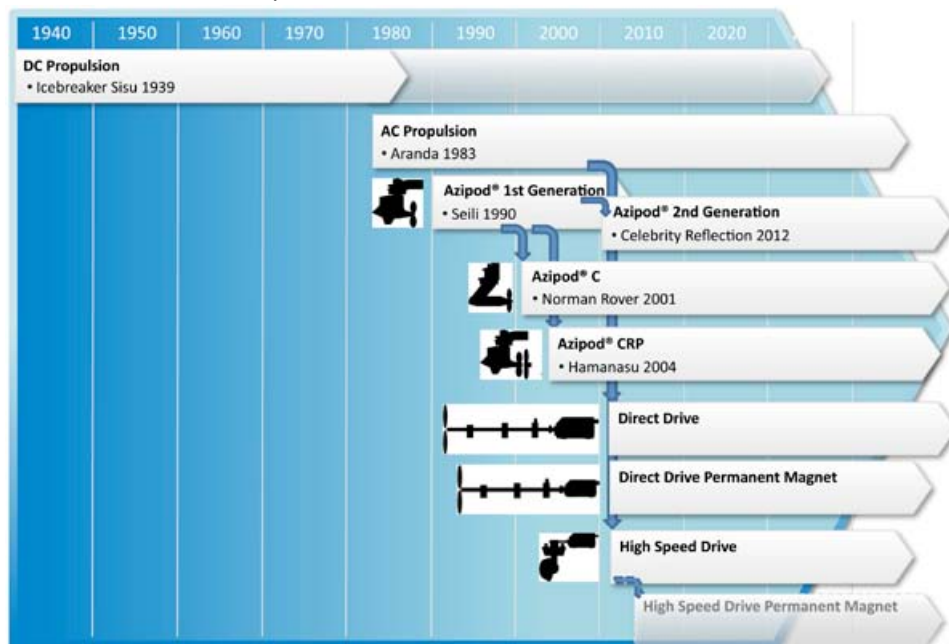 1940 1950 1960 1970 1980 1990 2000 2010 2020
DC Propulsion
• Icebreaker Sisu 1939
AC Propulsion
• Aranda 1983
Azipod® 1st Generation
• Seili 1990
Azipod® 2nd Generation
• Celebrity Reflection 2012
Azipod® C
• Norman Rover 2001
Azipod® CRP
• Hamanasu 2004
Direct Drive
Direct Drive Permanent Magnet
High Speed Drive
High Speed Drive Permanent Magnet